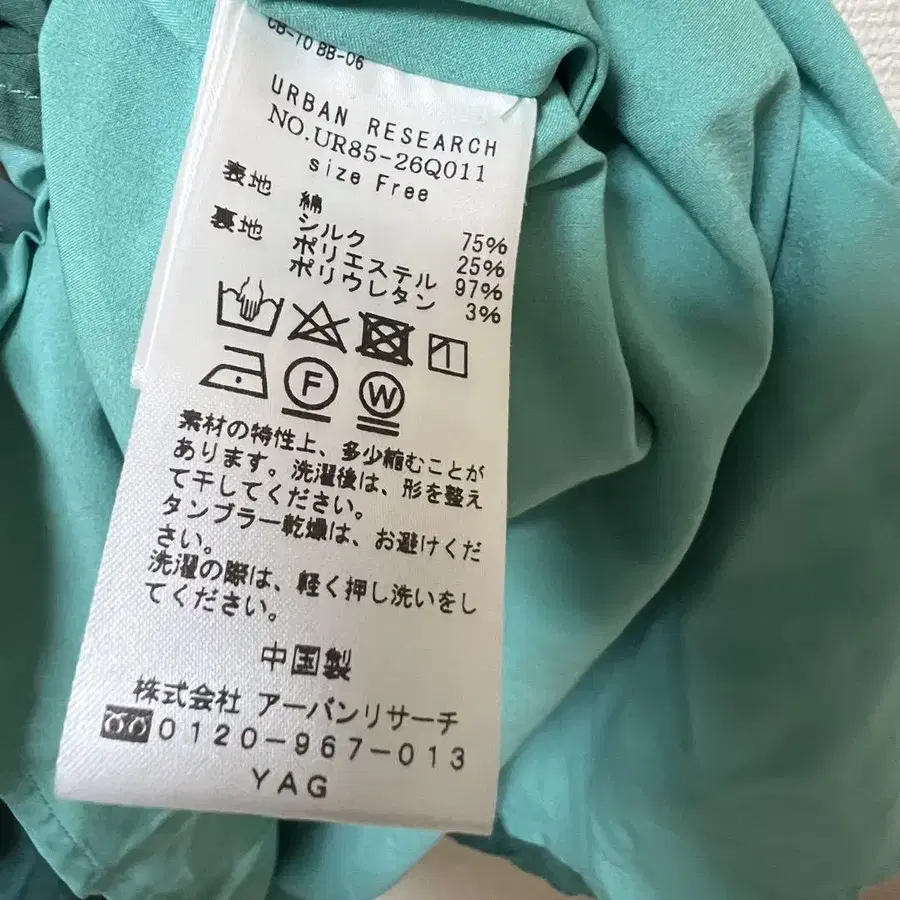 CB-10 BB-06
URBAN RESEARCH
NO.UR85-26Q011
size Free
表地 綿 75%
シルク 25%
裏地 ポリエステル 97%
ポリウレタン 3%
F W
素材の特性上、多少縮むことが
あります。洗濯後は、形を整え
て干してください。
タンブラー乾燥は、お避けくだ
さい。
洗濯の際は、軽く押し洗いをし
てください。
中国製
株式会社 アーバンリサーチ
0120-967-013
YAG